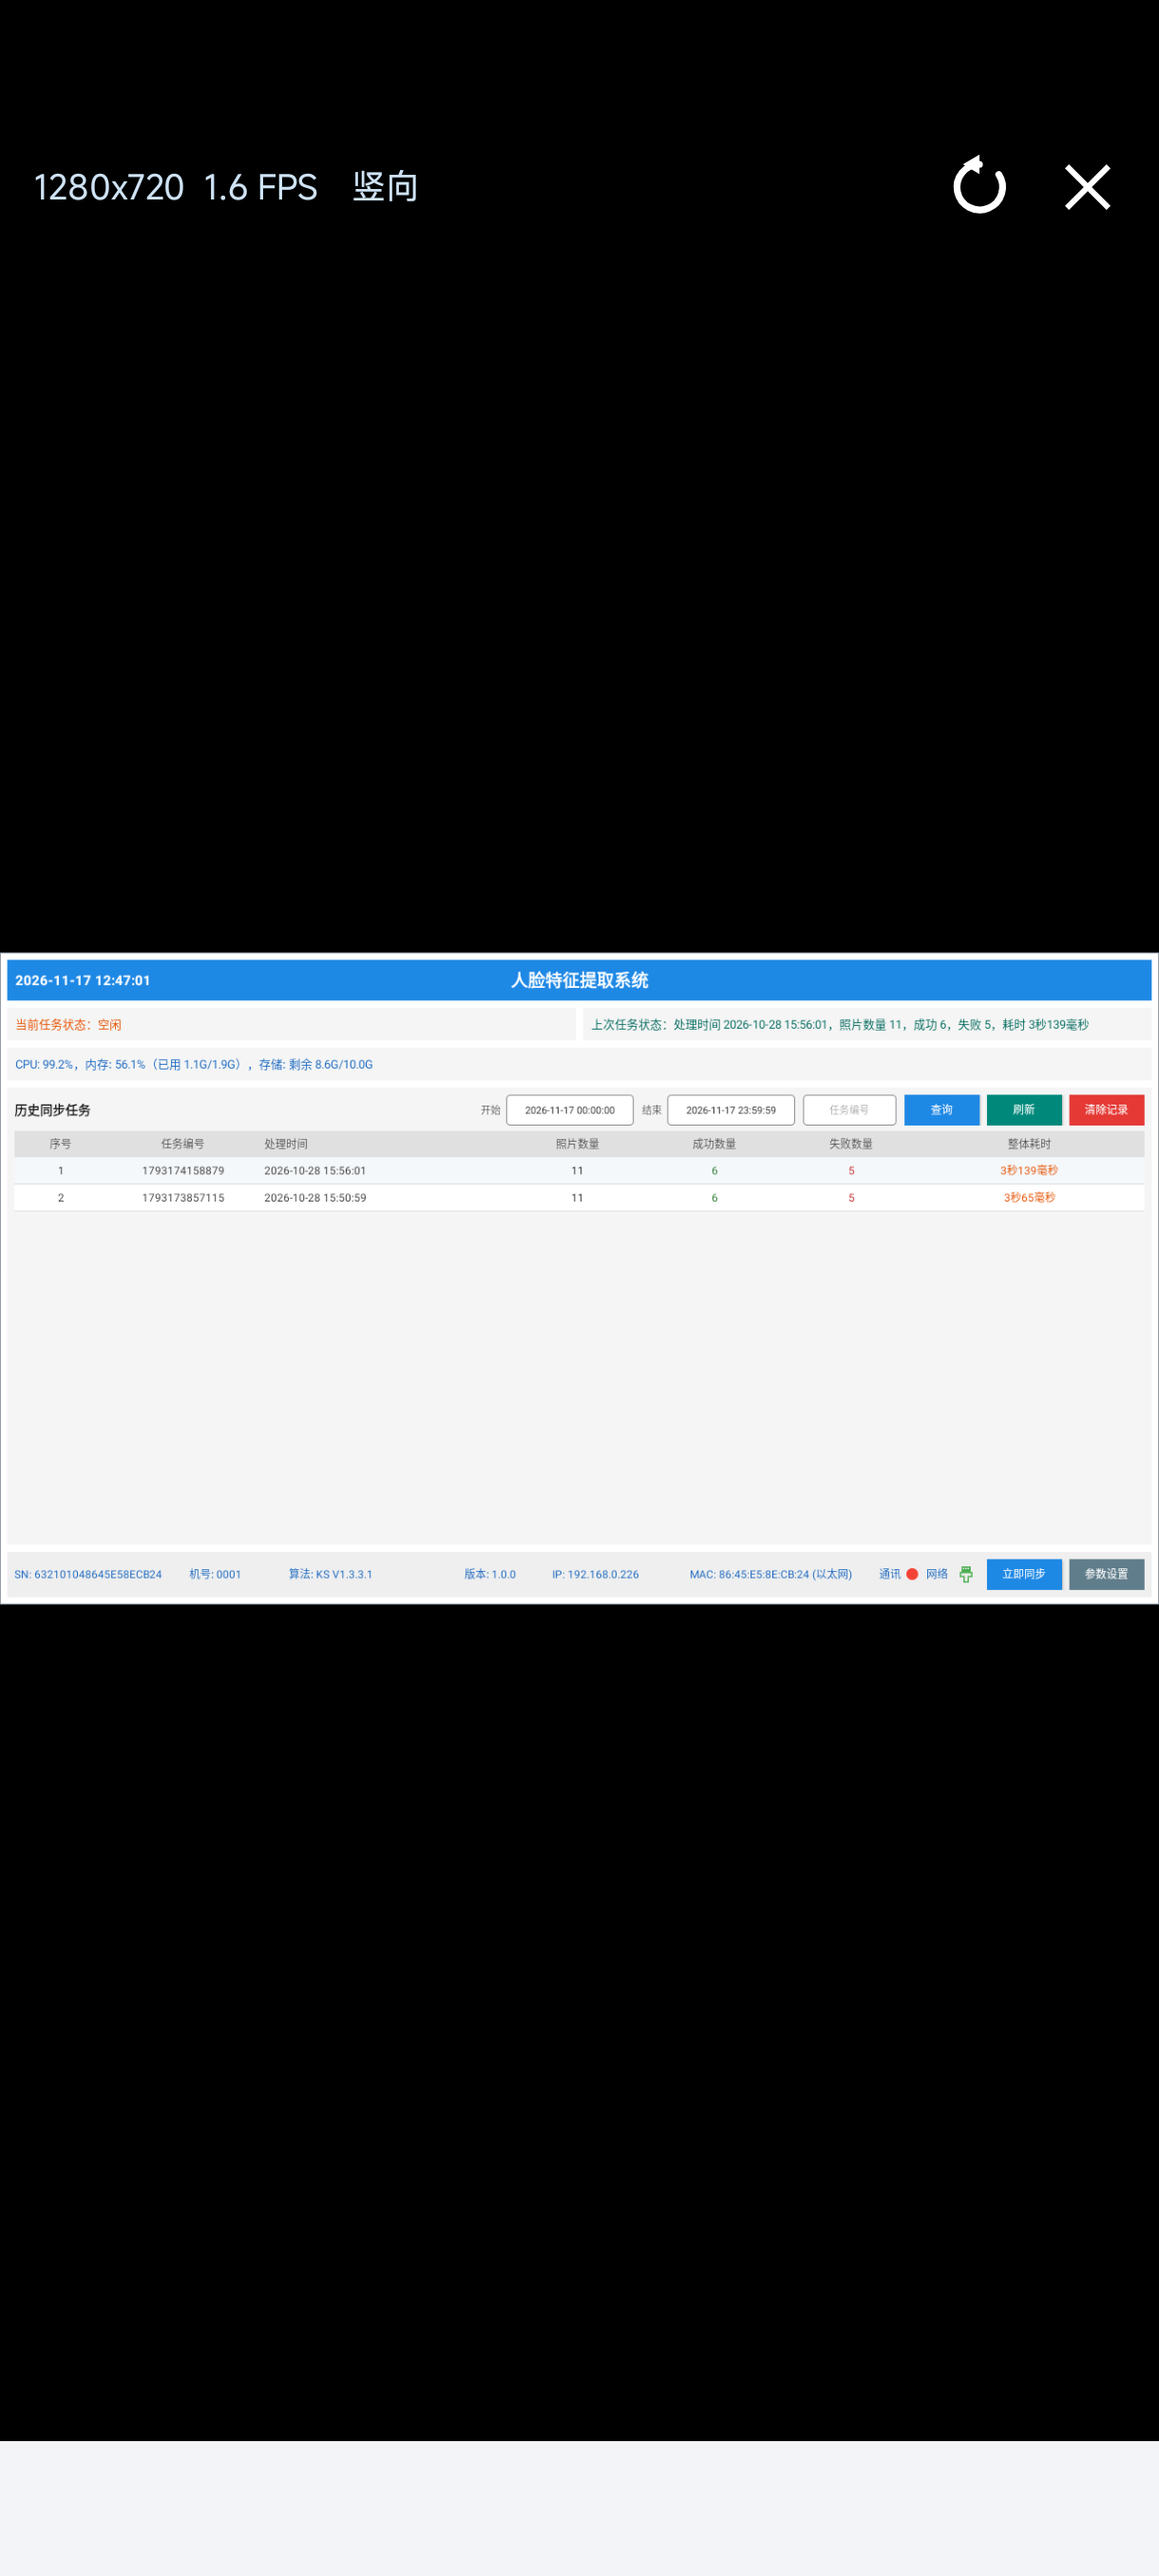 1280x720 1.6 FPS 竖向
2026-11-17 12:47:01 人脸特征提取系统
当前任务状态：空闲 上次任务状态：处理时间 2026-10-28 15:56:01，照片数量 11，成功 6，失败 5，耗时 3秒139毫秒
CPU: 99.2%，内存: 56.1%（已用 1.1G/1.9G），存储: 剩余 8.6G/10.0G
历史同步任务 开始 2026-11-17 00:00:00 结束 2026-11-17 23:59:59 任务编号 查询 刷新 清除记录
序号 任务编号 处理时间 照片数量 成功数量 失败数量 整体耗时
1 1793174158879 2026-10-28 15:56:01 11 6 5 3秒139毫秒
2 1793173857115 2026-10-28 15:50:59 11 6 5 3秒65毫秒
SN: 632101048645E58ECB24 机号: 0001 算法: KS V1.3.3.1 版本: 1.0.0 IP: 192.168.0.226 MAC: 86:45:E5:8E:CB:24 (以太网) 通讯 网络 立即同步 参数设置